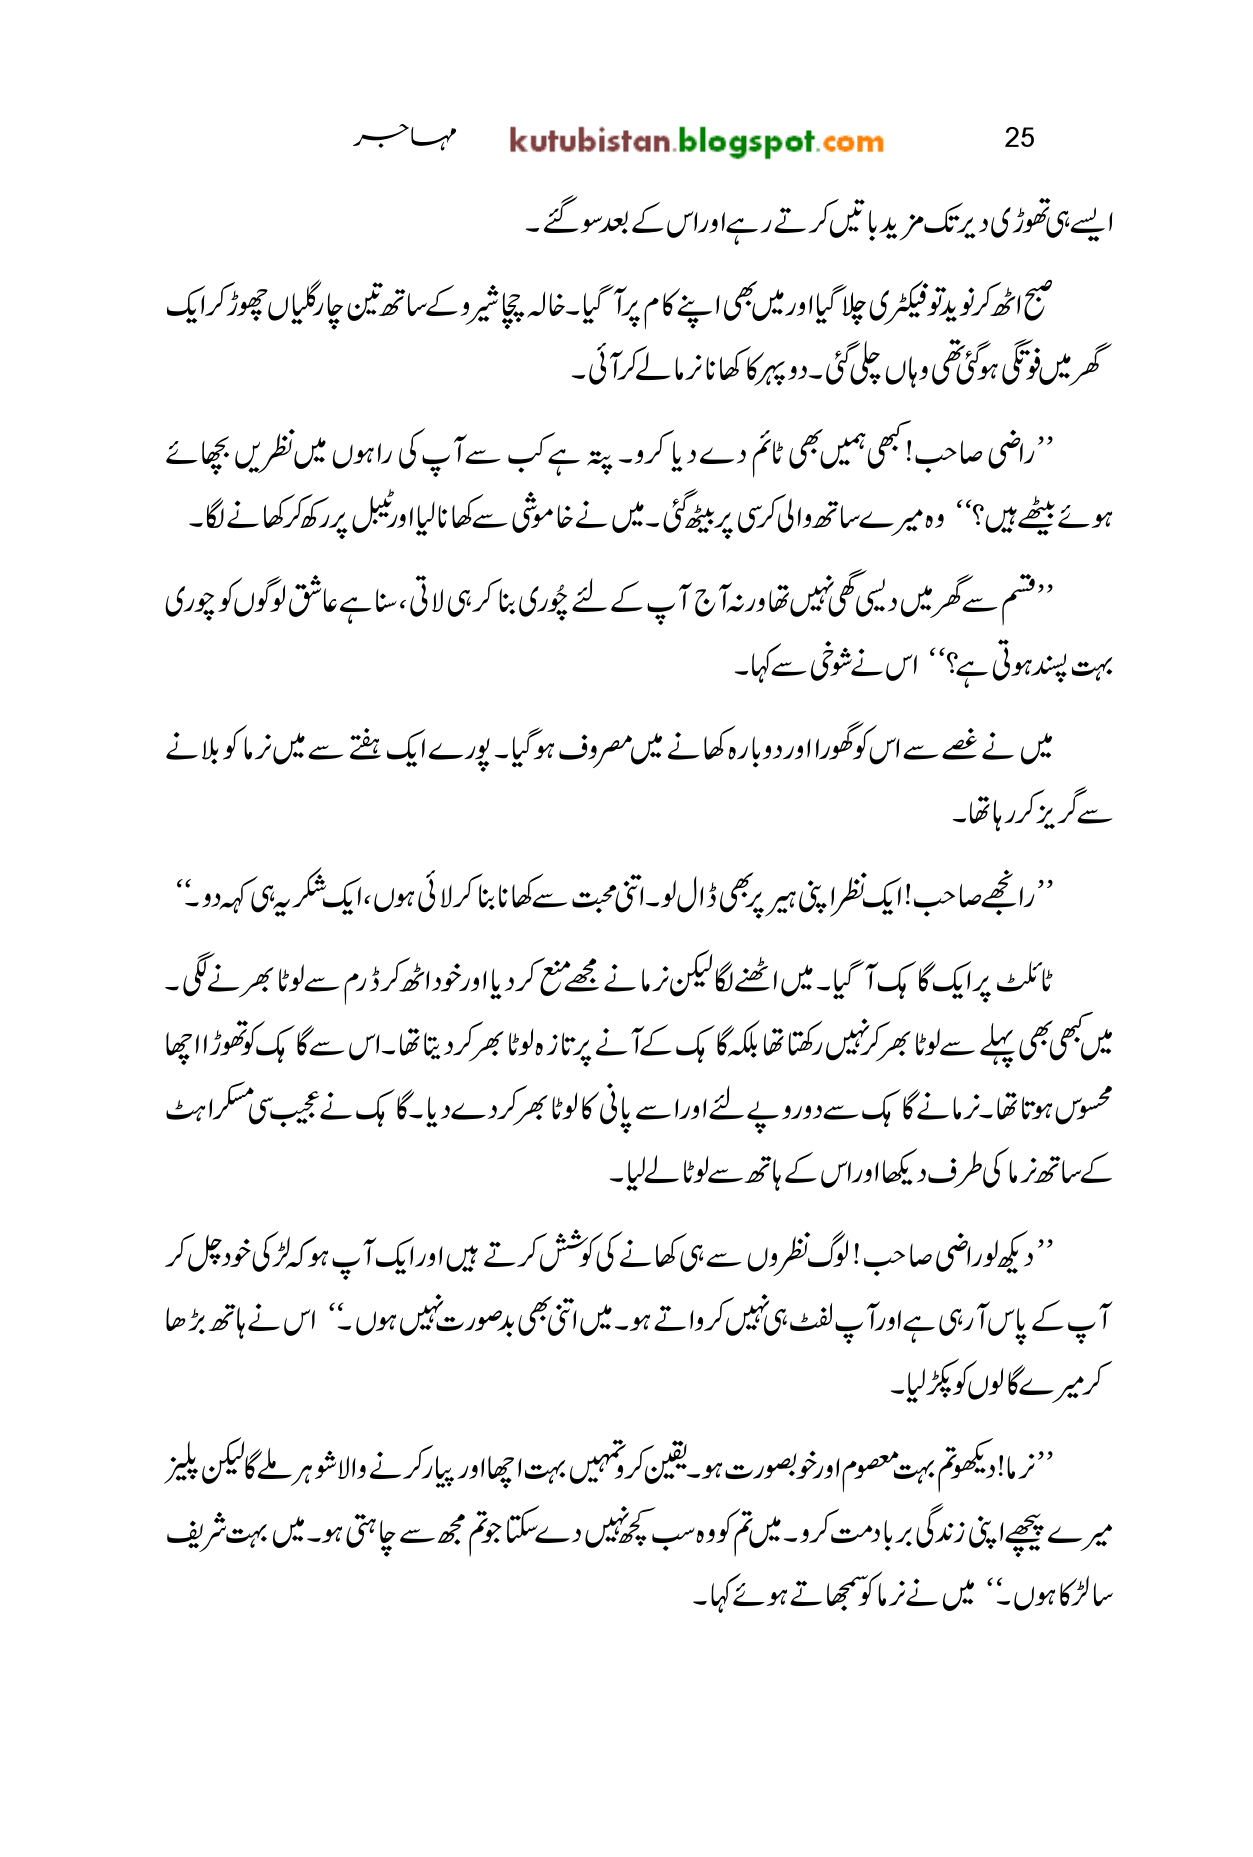 25 kutubistan.blogspot.com مہاجر
ایسے ہی تھوڑی دیر تک مزید باتیں کرتے رہے اور اس کے بعد سو گئے۔
صبح اٹھ کر نوید تو فیکٹری چلا گیا اور میں بھی اپنے کام پر آ گیا۔ خالہ چچا شیرو کے ساتھ تین چار گلیاں چھوڑ کر ایک
گھر میں فوتگی ہو گئی تھی وہاں چلی گئی۔ دوپہر کا کھانا نرما لے کر آئی۔
’’راضی صاحب! کبھی ہمیں بھی ٹائم دے دیا کرو۔ پتہ ہے کب سے آپ کی راہوں میں نظریں بچھائے
ہوئے بیٹھے ہیں؟‘‘ وہ میرے ساتھ والی کرسی پر بیٹھ گئی۔ میں نے خاموشی سے کھانا لیا اور ٹیبل پر رکھ کر کھانے لگا۔
’’قسم سے گھر میں دیسی گھی نہیں تھا ورنہ آج آپ کے لئے چُوری بنا کر ہی لاتی، سنا ہے عاشق لوگوں کو چوری
بہت پسند ہوتی ہے؟‘‘ اس نے شوخی سے کہا۔
میں نے غصے سے اس کو گھورا اور دوبارہ کھانے میں مصروف ہو گیا۔ پورے ایک ہفتے سے میں نرما کو بلانے
سے گریز کر رہا تھا۔
’’رانجھے صاحب! ایک نظر اپنی ہیر پر بھی ڈال لو۔ اتنی محبت سے کھانا بنا کر لائی ہوں، ایک شکریہ ہی کہہ دو۔‘‘
ٹائلٹ پر ایک گاہک آ گیا۔ میں اٹھنے لگا لیکن نرما نے مجھے منع کر دیا اور خود اٹھ کر ڈرم سے لوٹا بھرنے لگی۔
میں کبھی بھی پہلے سے لوٹا بھر کر نہیں رکھتا تھا بلکہ گاہک کے آنے پر تازہ لوٹا بھر کر دیتا تھا۔ اس سے گاہک کو تھوڑا اچھا
محسوس ہوتا تھا۔ نرما نے گاہک سے دو روپے لئے اور اسے پانی کا لوٹا بھر کر دے دیا۔ گاہک نے عجیب سی مسکراہٹ
کے ساتھ نرما کی طرف دیکھا اور اس کے ہاتھ سے لوٹا لے لیا۔
’’دیکھ لو راضی صاحب! لوگ نظروں سے ہی کھانے کی کوشش کرتے ہیں اور ایک آپ ہو کہ لڑکی خود چل کر
آپ کے پاس آ رہی ہے اور آپ لفٹ ہی نہیں کرواتے ہو۔ میں اتنی بھی بدصورت نہیں ہوں۔‘‘ اس نے ہاتھ بڑھا
کر میرے گالوں کو پکڑ لیا۔
’’نرما! دیکھو تم بہت معصوم اور خوبصورت ہو۔ یقین کرو تمہیں بہت اچھا اور پیار کرنے والا شوہر ملے گا لیکن پلیز
میرے پیچھے اپنی زندگی برباد مت کرو۔ میں تم کو وہ سب کچھ نہیں دے سکتا جو تم مجھ سے چاہتی ہو۔ میں بہت شریف
سا لڑکا ہوں۔‘‘ میں نے نرما کو سمجھاتے ہوئے کہا۔